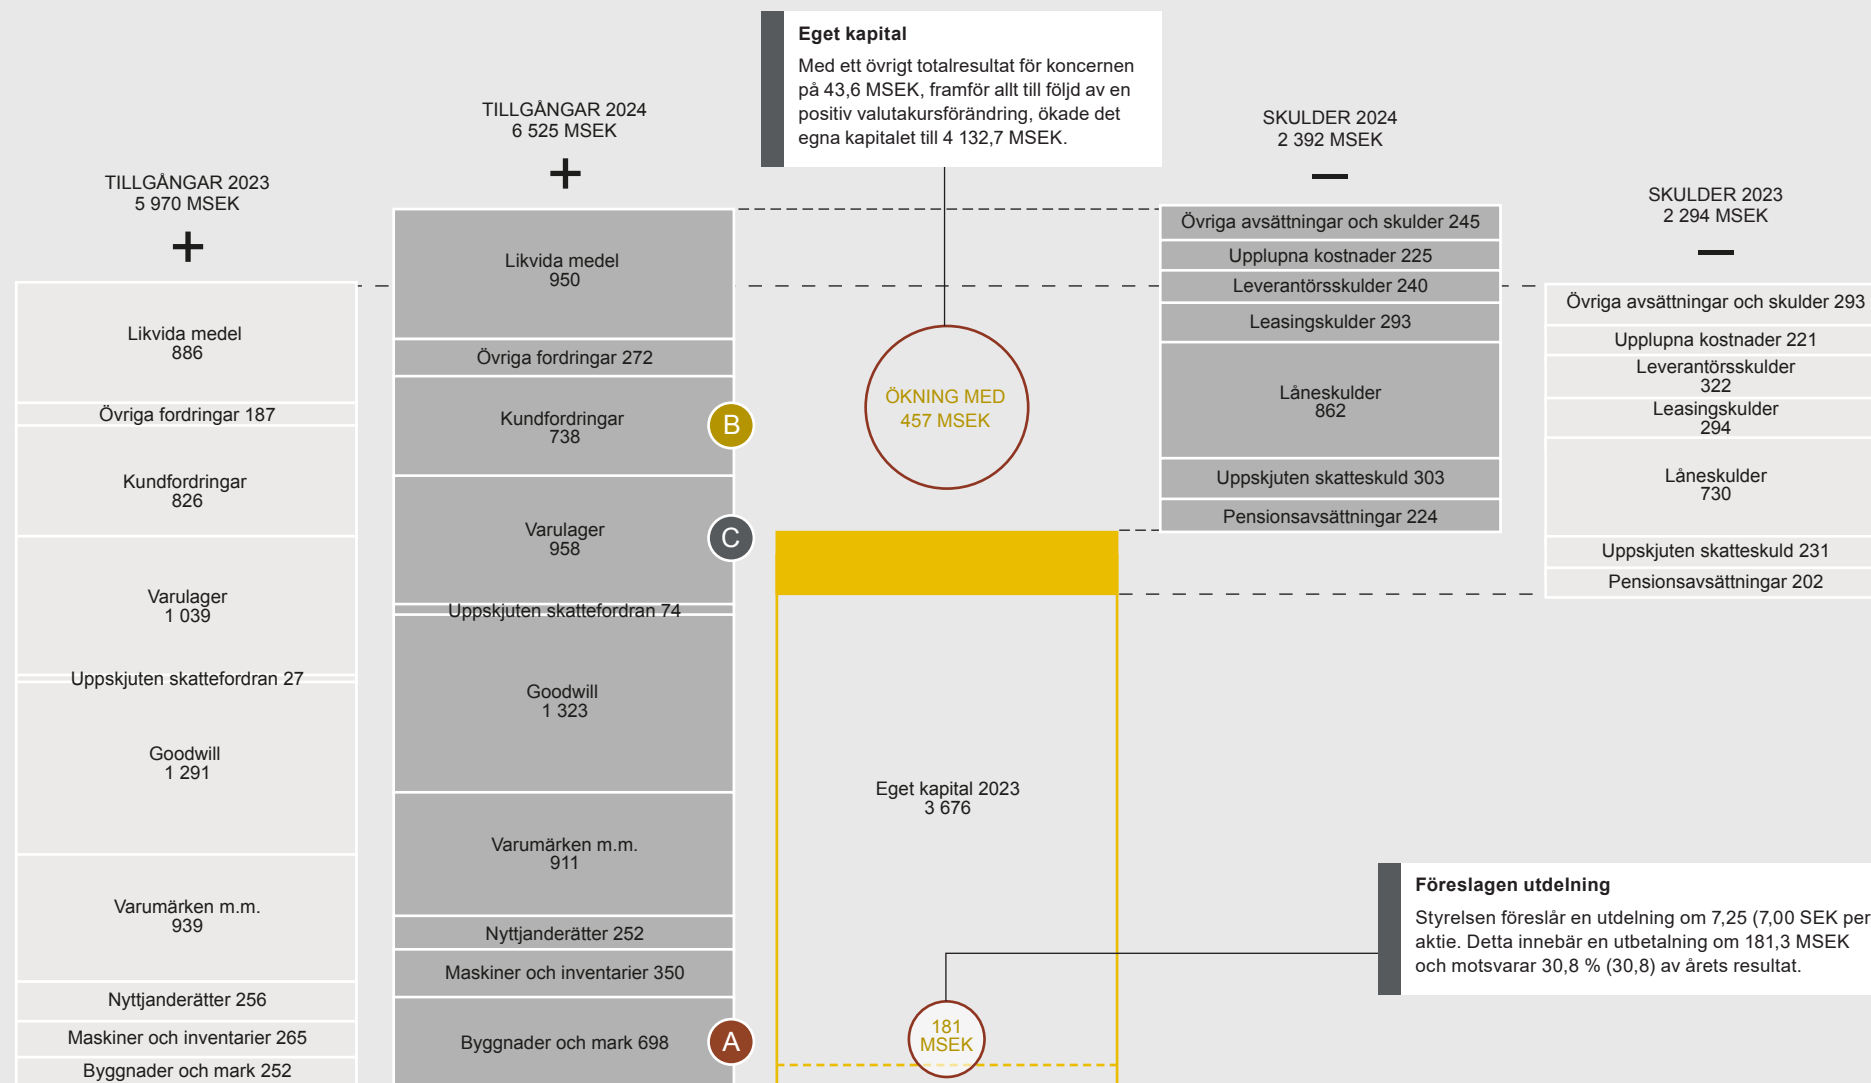 TILLGÅNGAR 2023
5 970 MSEK
+
Likvida medel
886
Övriga fordringar 187
Kundfordringar
826
Varulager
1 039
Uppskjuten skattefordran 27
Goodwill
1 291
Varumärken m.m.
939
Nyttjanderätter 256
Maskiner och inventarier 265
Byggnader och mark 252
TILLGÅNGAR 2024
6 525 MSEK
+
Likvida medel
950
Övriga fordringar 272
Kundfordringar
738
B
Varulager
958
C
Uppskjuten skattefordran 74
Goodwill
1 323
Varumärken m.m.
911
Nyttjanderätter 252
Maskiner och inventarier 350
Byggnader och mark 698
A
Eget kapital
Med ett övrigt totalresultat för koncernen
på 43,6 MSEK, framför allt till följd av en
positiv valutakursförändring, ökade det
egna kapitalet till 4 132,7 MSEK.
ÖKNING MED
457 MSEK
Eget kapital 2023
3 676
181
MSEK
SKULDER 2024
2 392 MSEK
—
Övriga avsättningar och skulder 245
Upplupna kostnader 225
Leverantörsskulder 240
Leasingskulder 293
Låneskulder
862
Uppskjuten skatteskuld 303
Pensionsavsättningar 224
SKULDER 2023
2 294 MSEK
—
Övriga avsättningar och skulder 293
Upplupna kostnader 221
Leverantörsskulder
322
Leasingskulder
294
Låneskulder
730
Uppskjuten skatteskuld 231
Pensionsavsättningar 202
Föreslagen utdelning
Styrelsen föreslår en utdelning om 7,25 (7,00 SEK per
aktie. Detta innebär en utbetalning om 181,3 MSEK
och motsvarar 30,8 % (30,8) av årets resultat.